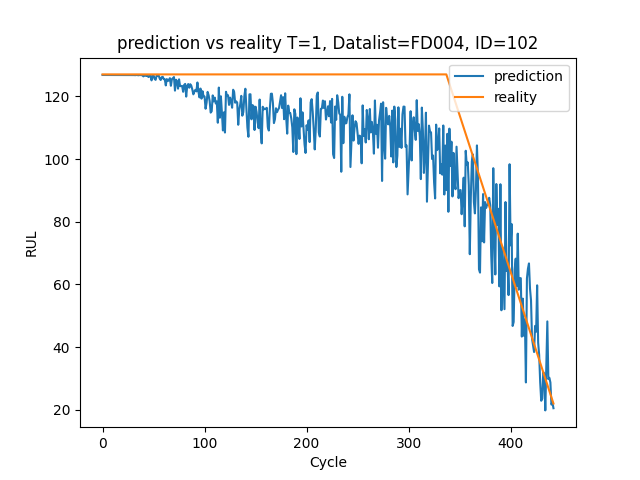 prediction vs reality T=1, Datalist=FD004, ID=102
prediction
reality
RUL
120
100
80
60
40
20
0
100
200
300
400
Cycle